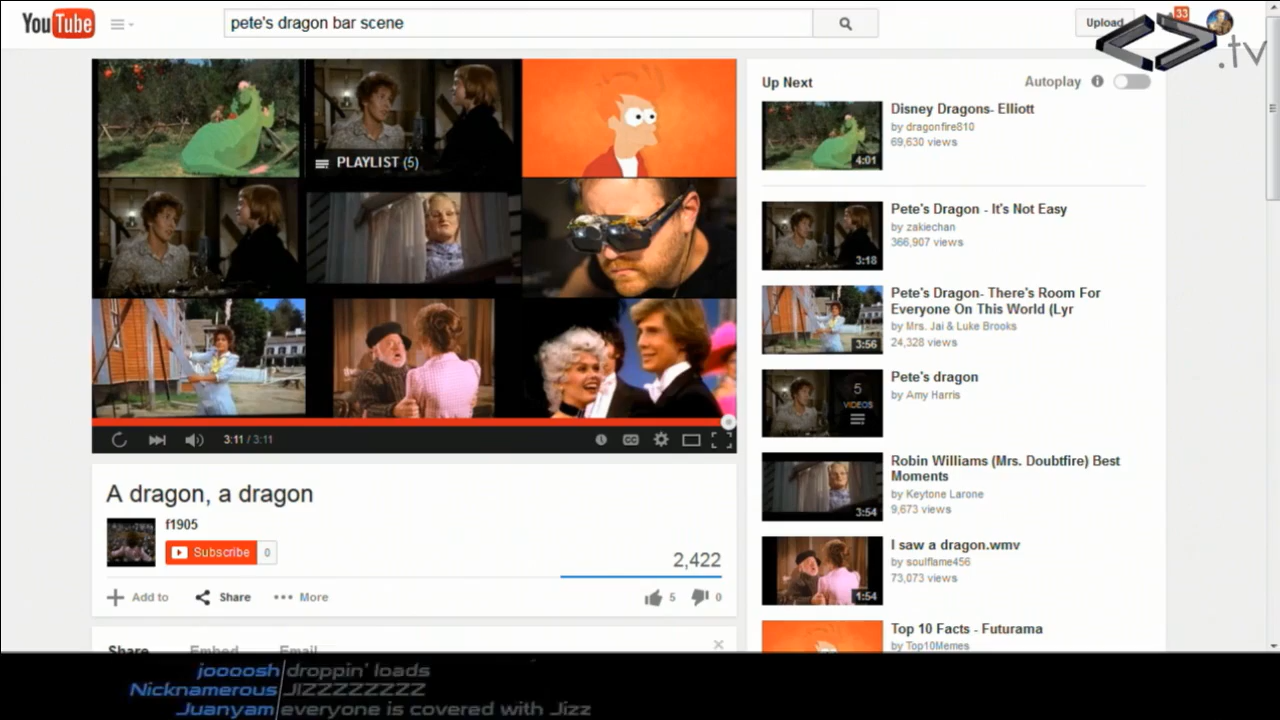 YouTube
pete's dragon bar scene
Upload
33
.tv
PLAYLIST (5)
3:11 / 3:11
CC
A dragon, a dragon
f1905
Subscribe
0
2,422
Add to
Share
More
5
0
Share
Embed
Email
Up Next
Autoplay
4:01
Disney Dragons- Elliott
by dragonfire810
69,630 views
3:18
Pete's Dragon - It's Not Easy
by zakiechan
366,907 views
3:56
Pete's Dragon- There's Room For
Everyone On This World (Lyr
by Mrs. Jai & Luke Brooks
24,328 views
5
VIDEOS
Pete's dragon
by Amy Harris
3:54
Robin Williams (Mrs. Doubtfire) Best
Moments
by Keytone Larone
9,673 views
1:54
I saw a dragon.wmv
by soulflame456
73,073 views
Top 10 Facts - Futurama
by Top10Memes
joooosh droppin' loads
Nicknamerous JIZZZZZZZZ
Juanyam everyone is covered with Jizz